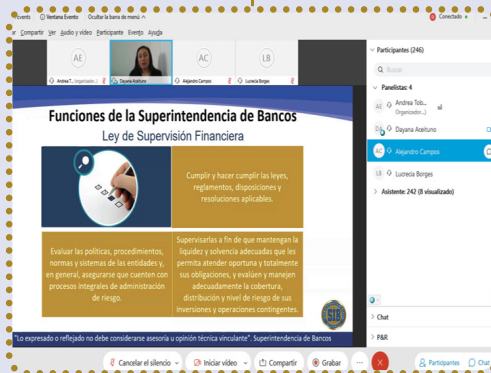 Events Ventana Evento Ocultar la barra de menú ^
Conectado
Compartir Ver Audio y vídeo Participante Evento Ayuda
AE
AC
LB
Andrea T... (organizador...)
Dayana Aceituno
Alejandro Campos
Lucrecia Borges
Funciones de la Superintendencia de Bancos
Ley de Supervisión Financiera
Cumplir y hacer cumplir las leyes,
reglamentos, disposiciones y
resoluciones aplicables.
Evaluar las políticas, procedimientos,
normas y sistemas de las entidades y,
en general, asegurarse que cuenten con
procesos integrales de administración
de riesgo.
Supervisarlas a fin de que mantengan la
liquidez y solvencia adecuadas que les
permita atender oportuna y totalmente
sus obligaciones, y evalúen y manejen
adecuadamente la cobertura,
distribución y nivel de riesgo de sus
inversiones y operaciones contingentes.
SIB
"Lo expresado o reflejado no debe considerarse asesoría u opinión técnica vinculante". Superintendencia de Bancos
Participantes (246)
Buscar
Panelistas: 4
AE Andrea Tob...
Organizador...)
DA Dayana Aceituno
AC Alejandro Campos
LB Lucrecia Borges
Asistente: 242 (8 visualizado)
Chat
P&R
Cancelar el silencio
Iniciar vídeo
Compartir
Grabar
Participantes
Chat